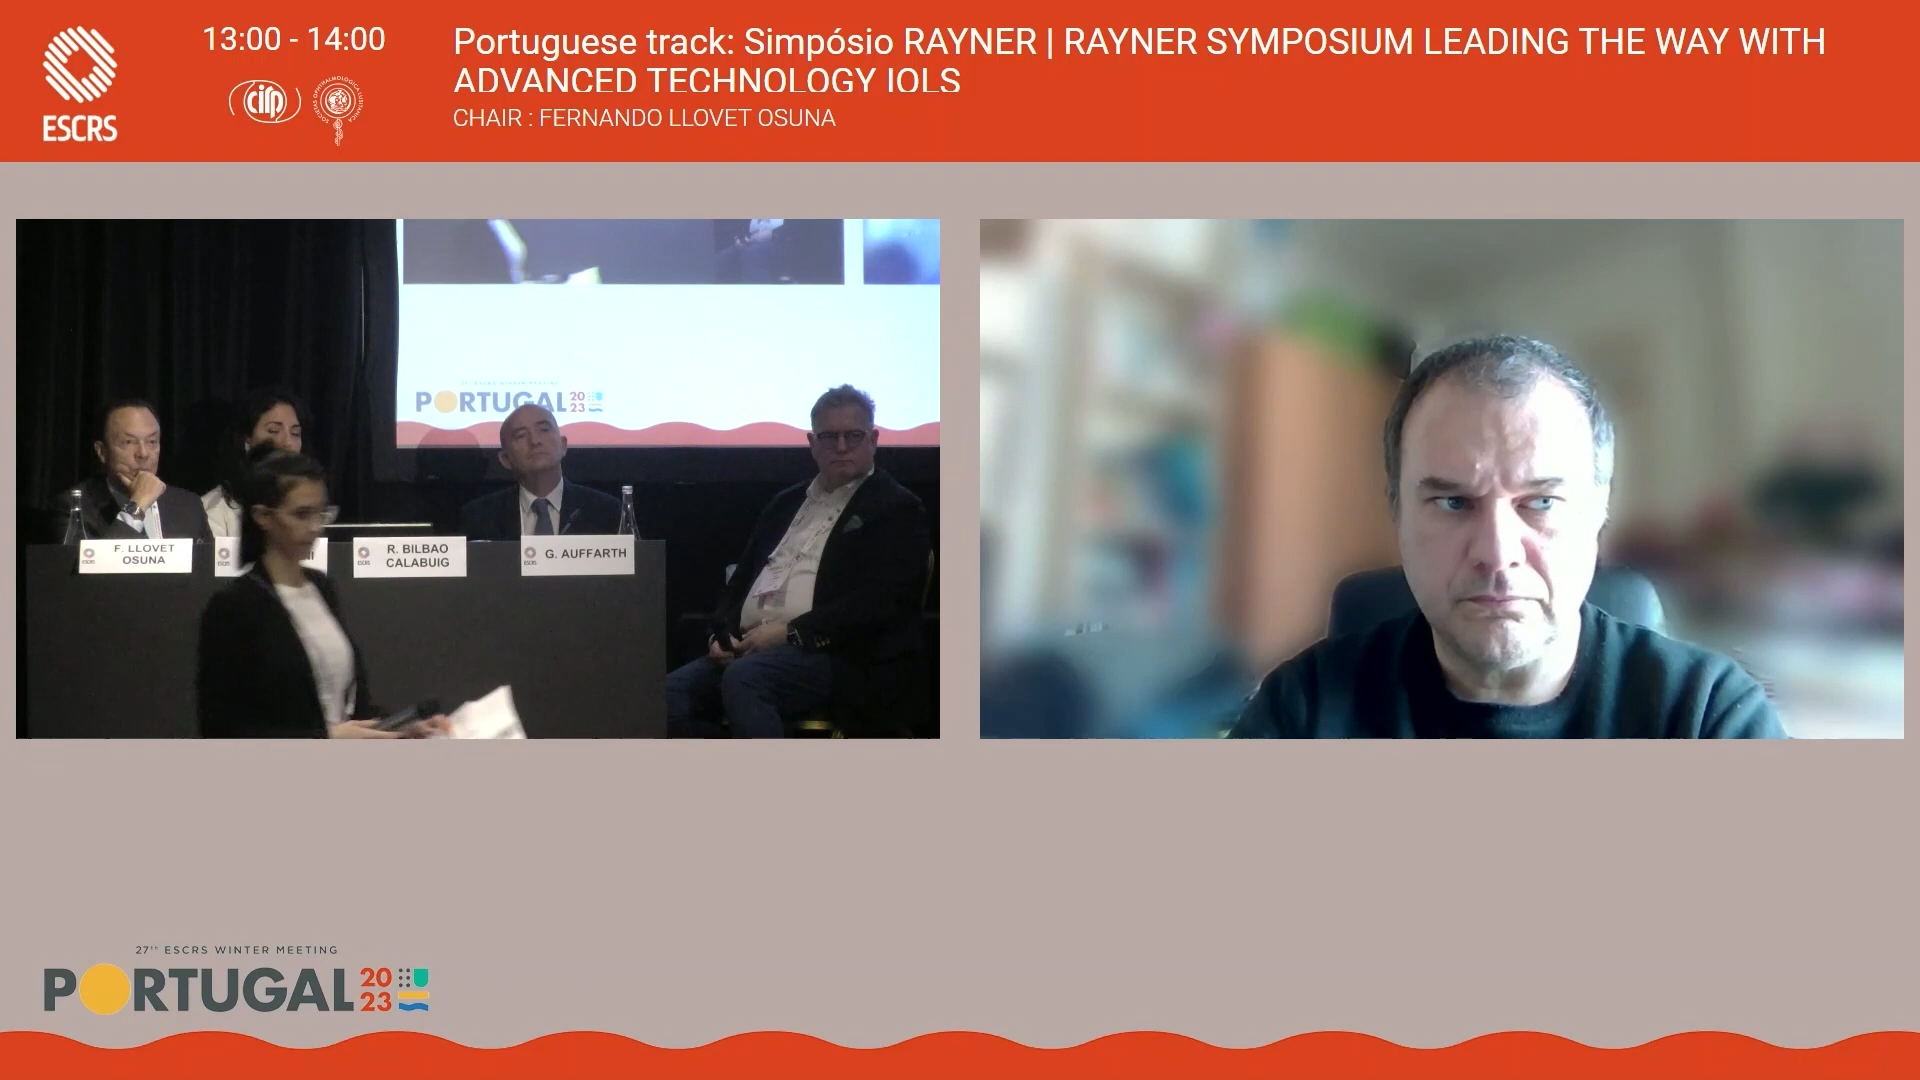 ESCRS
13:00 - 14:00
cirp
Portuguese track: Simpósio RAYNER | RAYNER SYMPOSIUM LEADING THE WAY WITH
ADVANCED TECHNOLOGY IOLS
CHAIR : FERNANDO LLOVET OSUNA
PORTUGAL 20
23
F. LLOVET
OSUNA
R. BILBAO
CALABUIG
G. AUFFARTH
27th ESCRS WINTER MEETING
PORTUGAL 20
23